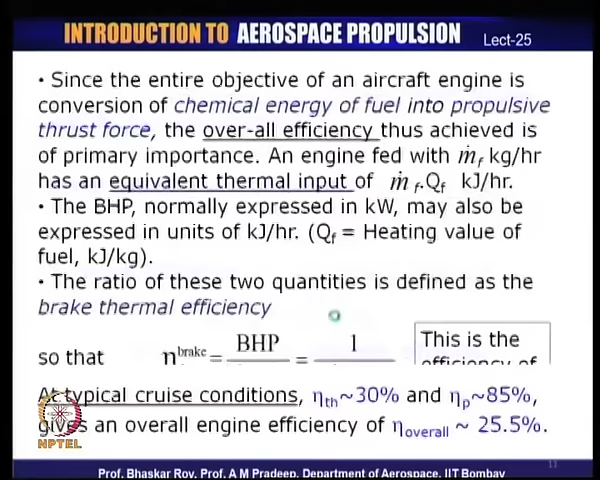 INTRODUCTION TO AEROSPACE PROPULSION Lect-25
• Since the entire objective of an aircraft engine is
conversion of chemical energy of fuel into propulsive
thrust force, the over-all efficiency thus achieved is
of primary importance. An engine fed with ṁf kg/hr
has an equivalent thermal input of ṁf.Qf kJ/hr.
• The BHP, normally expressed in kW, may also be
expressed in units of kJ/hr. (Qf = Heating value of
fuel, kJ/kg).
• The ratio of these two quantities is defined as the
brake thermal efficiency
so that η brake = BHP = 1
This is the
efficiency of
At typical cruise conditions, ηth~30% and ηp~85%,
gives an overall engine efficiency of ηoverall ~ 25.5%.
NPTEL
Prof. Bhaskar Roy, Prof. A M Pradeep, Department of Aerospace, IIT Bombay
11